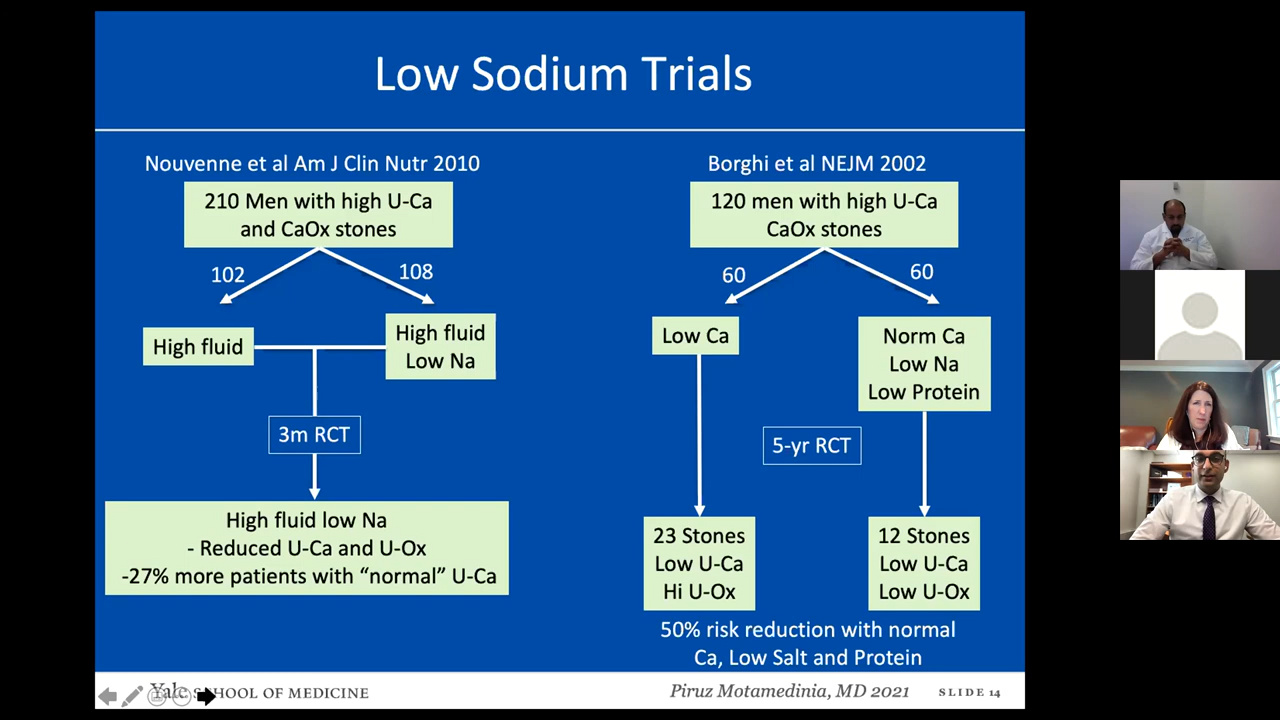 Low Sodium Trials
Nouvenne et al Am J Clin Nutr 2010
210 Men with high U-Ca
and CaOx stones
102
108
High fluid
High fluid
Low Na
3m RCT
High fluid low Na
- Reduced U-Ca and U-Ox
-27% more patients with “normal” U-Ca
Borghi et al NEJM 2002
120 men with high U-Ca
CaOx stones
60
60
Low Ca
Norm Ca
Low Na
Low Protein
5-yr RCT
23 Stones
Low U-Ca
Hi U-Ox
12 Stones
Low U-Ca
Low U-Ox
50% risk reduction with normal
Ca, Low Salt and Protein
Yale SCHOOL OF MEDICINE
Piruz Motamedinia, MD 2021
SLIDE 14